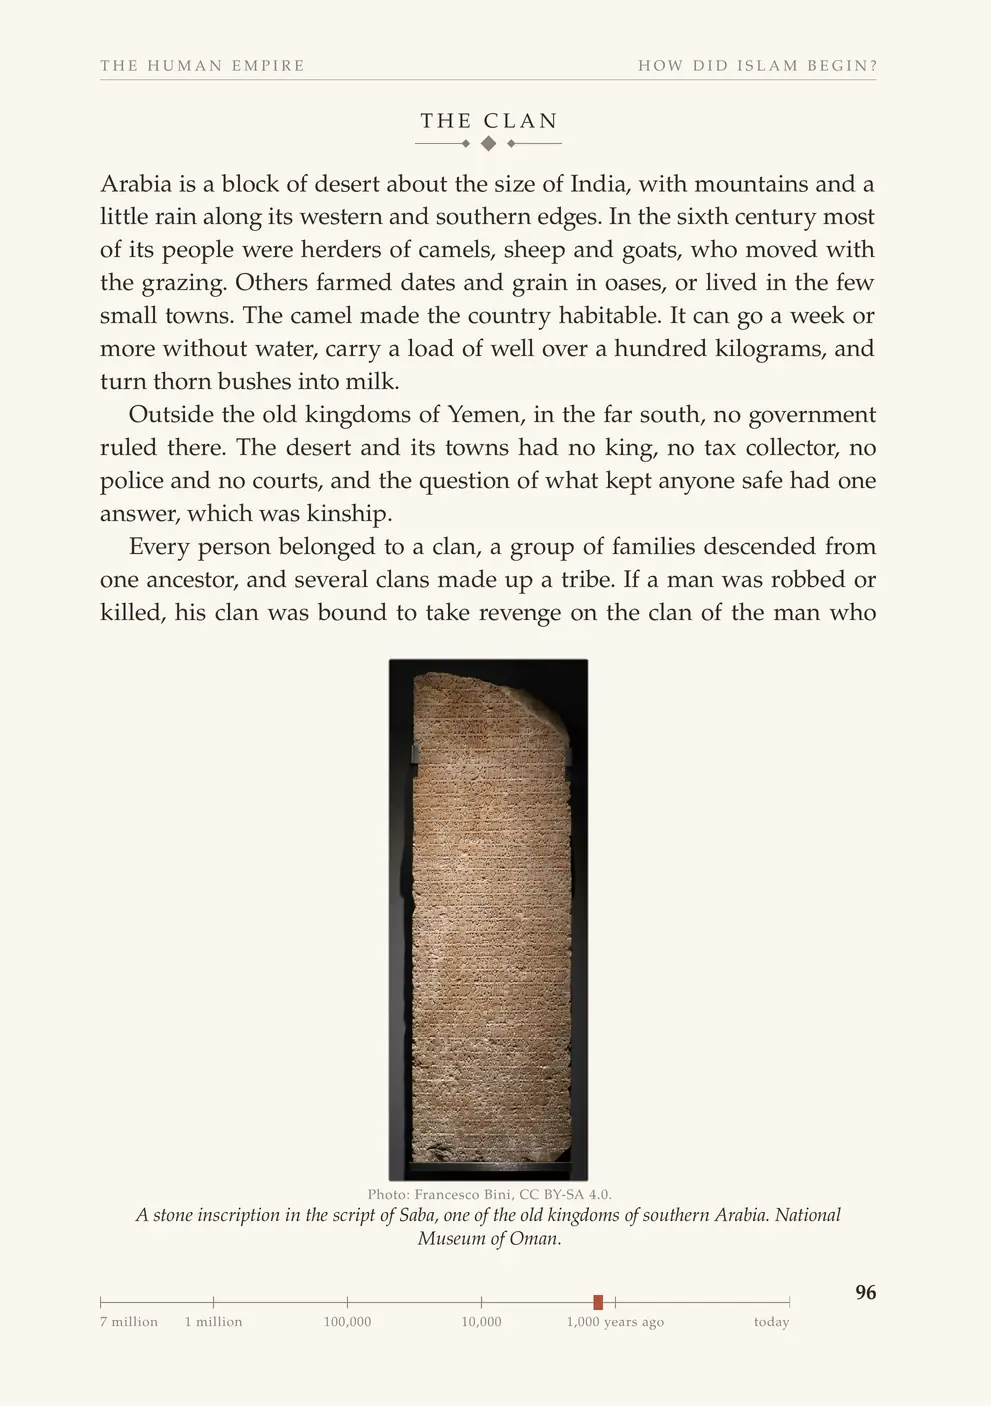 THE HUMAN EMPIRE
HOW DID ISLAM BEGIN?
THE CLAN
Arabia is a block of desert about the size of India, with mountains and a
little rain along its western and southern edges. In the sixth century most
of its people were herders of camels, sheep and goats, who moved with
the grazing. Others farmed dates and grain in oases, or lived in the few
small towns. The camel made the country habitable. It can go a week or
more without water, carry a load of well over a hundred kilograms, and
turn thorn bushes into milk.
Outside the old kingdoms of Yemen, in the far south, no government
ruled there. The desert and its towns had no king, no tax collector, no
police and no courts, and the question of what kept anyone safe had one
answer, which was kinship.
Every person belonged to a clan, a group of families descended from
one ancestor, and several clans made up a tribe. If a man was robbed or
killed, his clan was bound to take revenge on the clan of the man who
Photo: Francesco Bini, CC BY-SA 4.0.
A stone inscription in the script of Saba, one of the old kingdoms of southern Arabia. National
Museum of Oman.
96
7 million
1 million
100,000
10,000
1,000 years ago
today